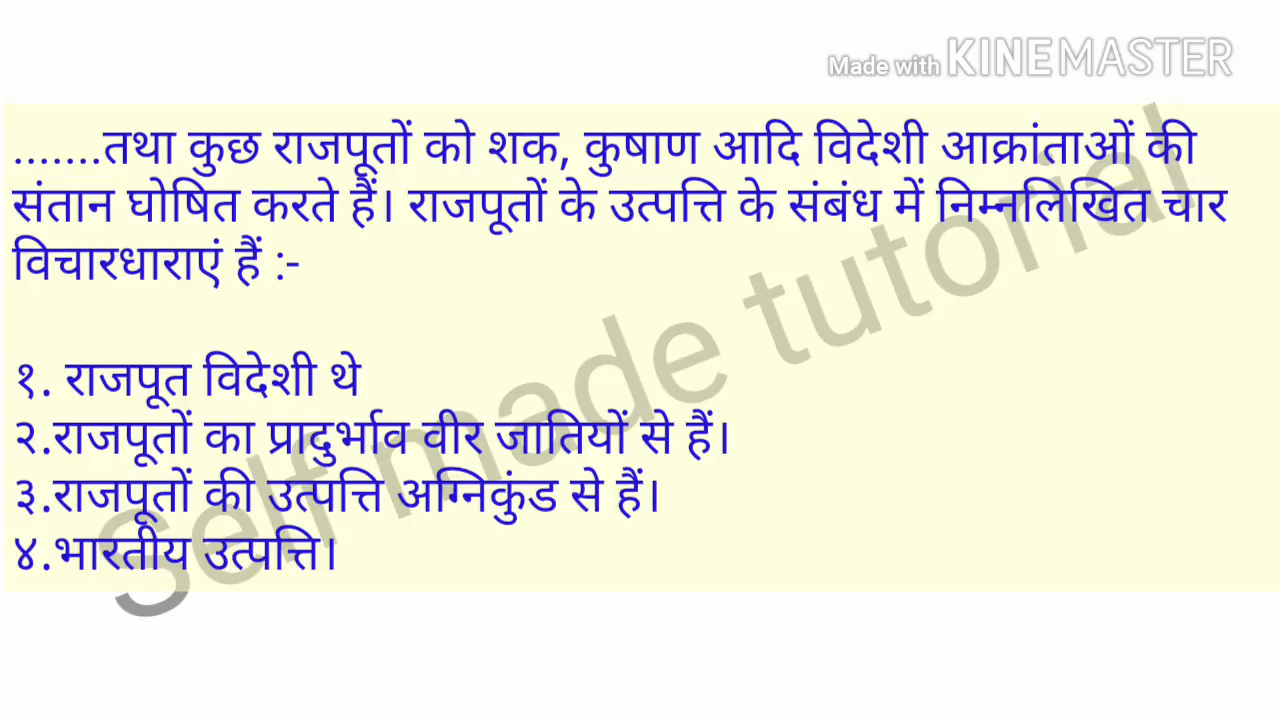 Made with KINEMASTER
.......तथा कुछ राजपूतों को शक, कुषाण आदि विदेशी आक्रांताओं की
संतान घोषित करते हैं। राजपूतों के उत्पत्ति के संबंध में निम्नलिखित चार
विचारधाराएं हैं :-
१. राजपूत विदेशी थे
२.राजपूतों का प्रादुर्भाव वीर जातियों से हैं।
३.राजपूतों की उत्पत्ति अग्निकुंड से हैं।
४.भारतीय उत्पत्ति।
Self made tutorial